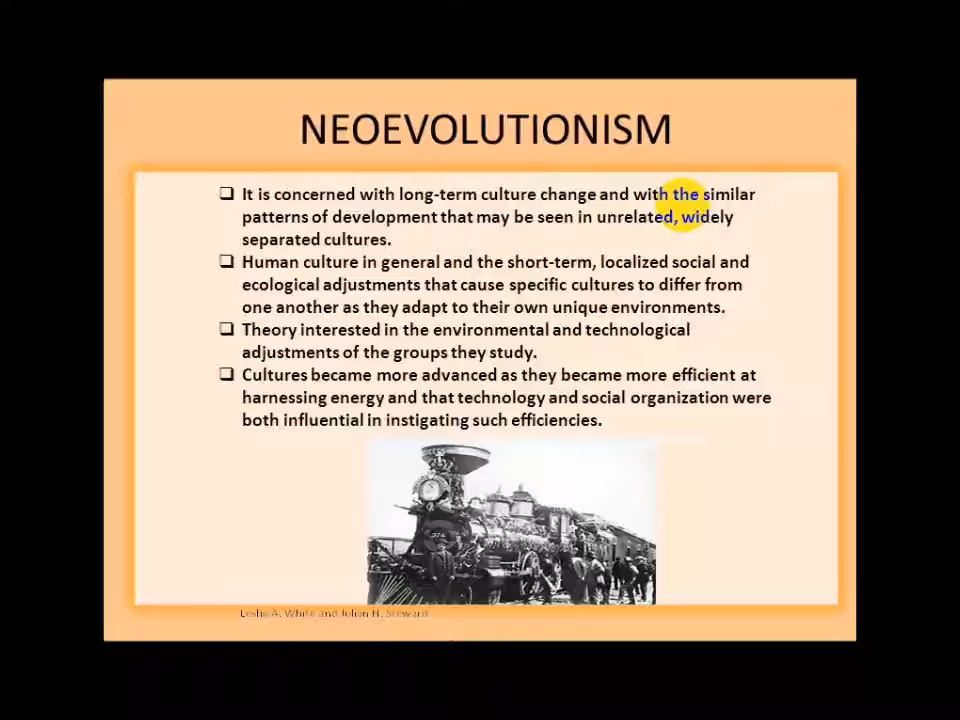 NEOEVOLUTIONISM
❑ It is concerned with long-term culture change and with the similar
patterns of development that may be seen in unrelated, widely
separated cultures.
❑ Human culture in general and the short-term, localized social and
ecological adjustments that cause specific cultures to differ from
one another as they adapt to their own unique environments.
❑ Theory interested in the environmental and technological
adjustments of the groups they study.
❑ Cultures became more advanced as they became more efficient at
harnessing energy and that technology and social organization were
both influential in instigating such efficiencies.
Leslie A. White and Julian H. Steward